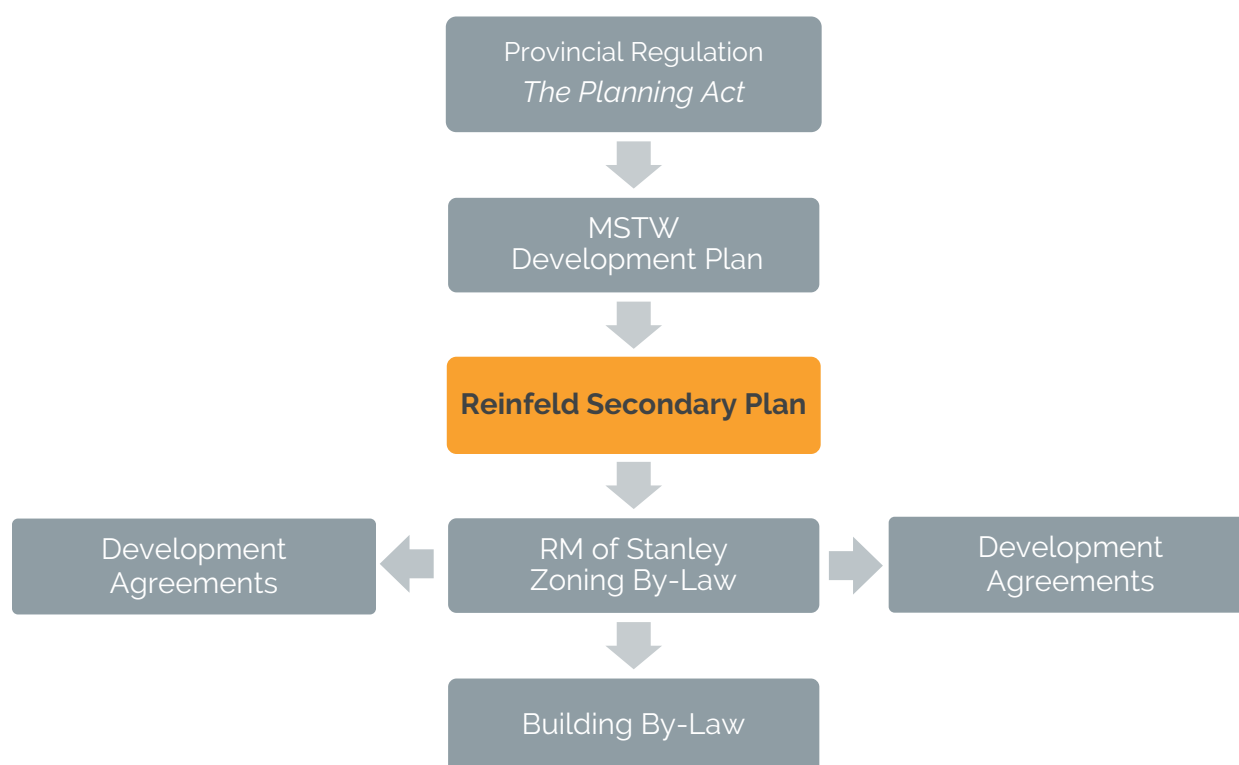 Provincial Regulation
The Planning Act
MSTW
Development Plan
Reinfeld Secondary Plan
Development
Agreements
RM of Stanley
Zoning By-Law
Development
Agreements
Building By-Law